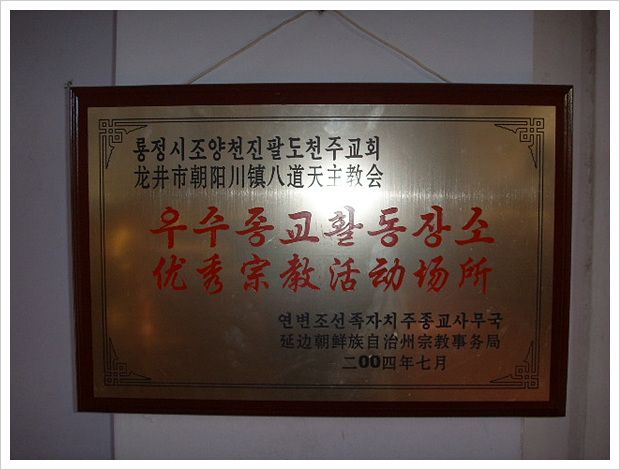 룡정시조양천진팔도천주교회
龙井市朝阳川镇八道天主教会
우수종교활동장소
优秀宗教活动场所
연변조선족자치주종교사무국
延边朝鲜族自治州宗教事务局
二00四年七月